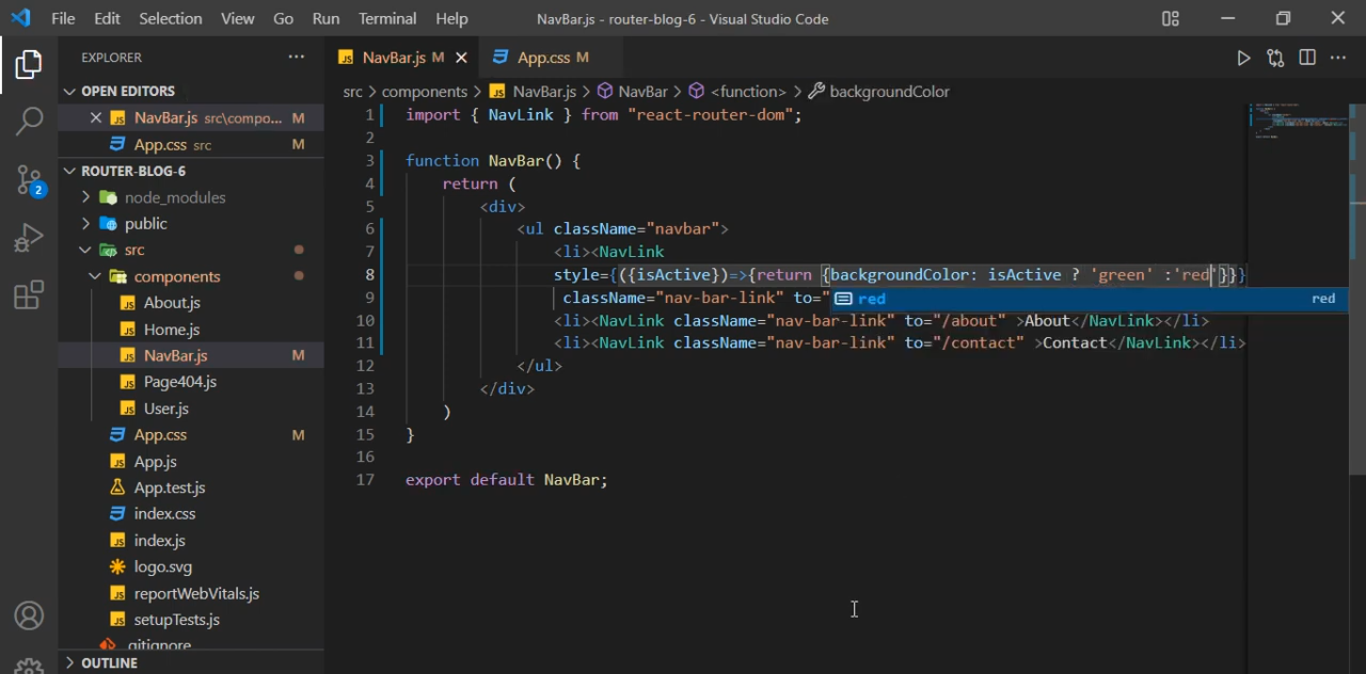 File Edit Selection View Go Run Terminal Help NavBar.js - router-blog-6 - Visual Studio Code
EXPLORER
OPEN EDITORS
NavBar.js src\compo... M
App.css src M
ROUTER-BLOG-6
node_modules
public
src
components
About.js
Home.js
NavBar.js M
Page404.js
User.js
App.css M
App.js
App.test.js
index.css
index.js
logo.svg
reportWebVitals.js
setupTests.js
.gitignore
OUTLINE
2
NavBar.js M App.css M
src > components > NavBar.js > NavBar > <function> > backgroundColor
1 import { NavLink } from "react-router-dom";
2
3 function NavBar() {
4 return (
5 <div>
6 <ul className="navbar">
7 <li><NavLink
8 style={({isActive})=>{return {backgroundColor: isActive ? 'green' :'red'}}}
9 className="nav-bar-link" to="
red red
10 <li><NavLink className="nav-bar-link" to="/about" >About</NavLink></li>
11 <li><NavLink className="nav-bar-link" to="/contact" >Contact</NavLink></li>
12 </ul>
13 </div>
14 )
15 }
16
17 export default NavBar;